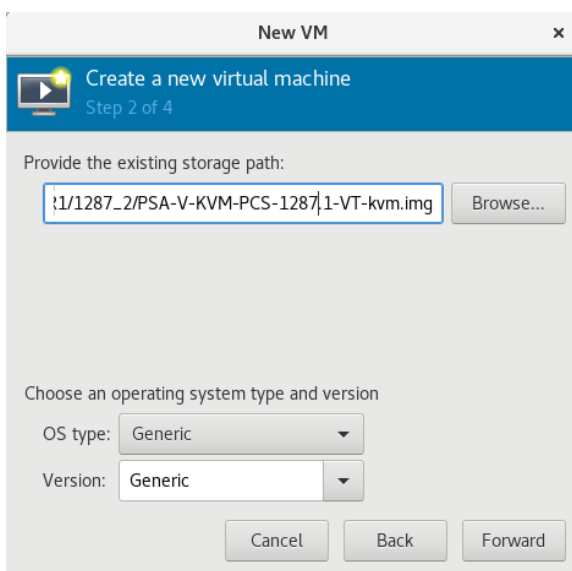 New VM ×
Create a new virtual machine
Step 2 of 4
Provide the existing storage path:
1/1287_2/PSA-V-KVM-PCS-1287.1-VT-kvm.img Browse...
Choose an operating system type and version
OS type: Generic
Version: Generic
Cancel Back Forward